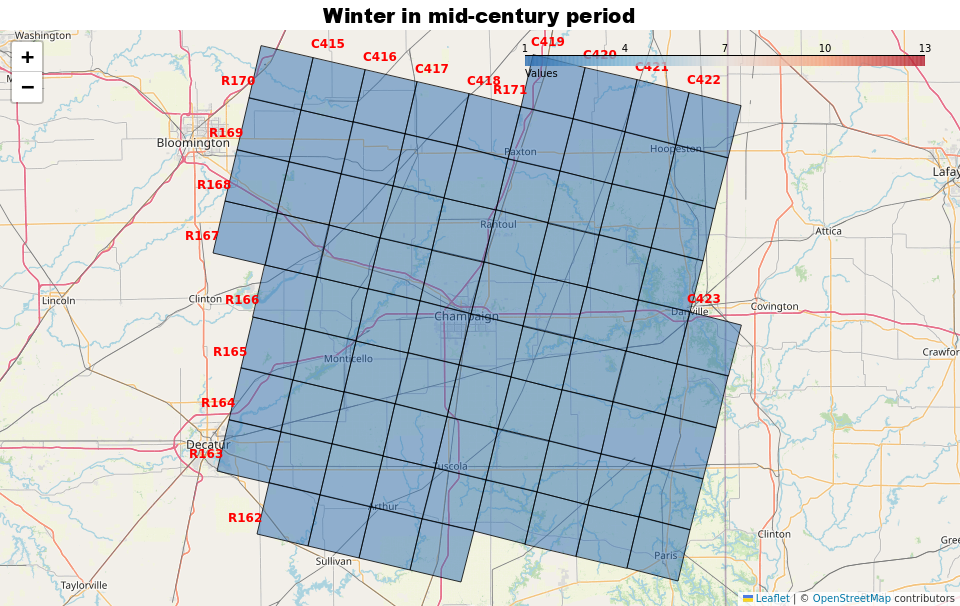 Winter in mid-century period
Washington
+
−
C415
C416
C417
C418
C419
C420
C421
C422
C423
1
4
7
10
13
Values
R170
R171
R169
R168
R167
R166
R165
R164
R163
R162
Bloomington
Paxton
Hoopeston
Lafay
Rantoul
Attica
Lincoln
Clinton
Champaign
Danville
Covington
Monticello
Crawfor
Decatur
Tuscola
Arthur
Sullivan
Paris
Clinton
Gree
Taylorville
Leaflet | © OpenStreetMap contributors